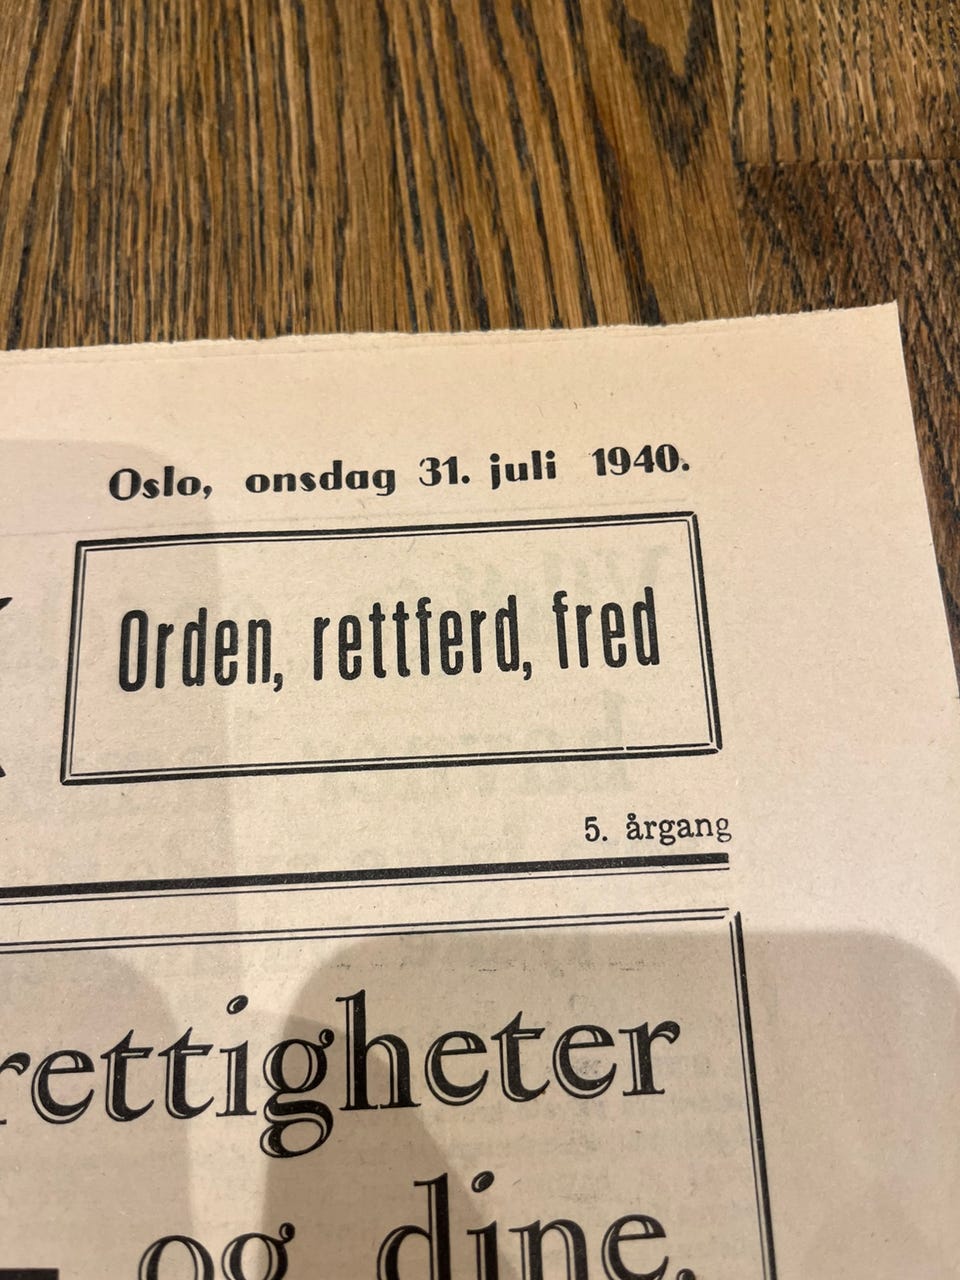 Oslo, onsdag 31. juli 1940.
Orden, rettferd, fred
5. årgang
rettigheter
og dine.